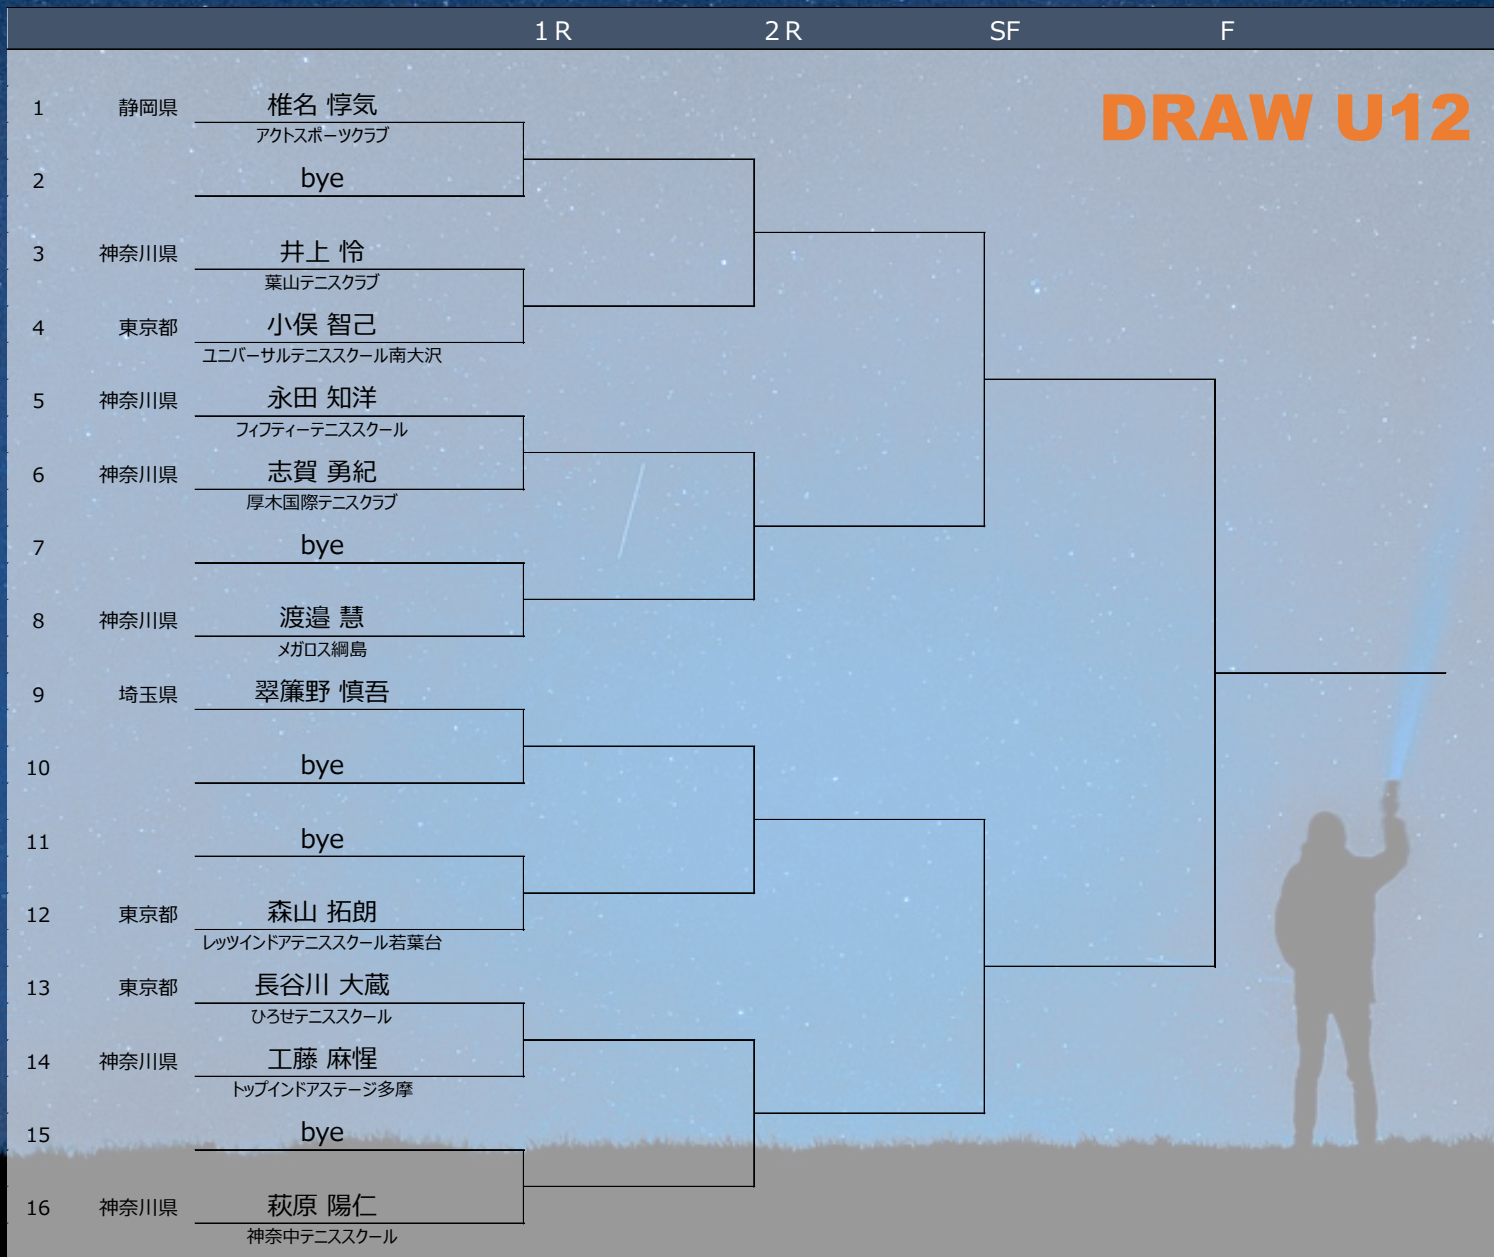 1R 2R SF F
DRAW U12
1 静岡県 椎名 惇気
アクトスポーツクラブ
2 bye
3 神奈川県 井上 怜
葉山テニスクラブ
4 東京都 小俣 智己
ユニバーサルテニススクール南大沢
5 神奈川県 永田 知洋
フィフティーテニススクール
6 神奈川県 志賀 勇紀
厚木国際テニスクラブ
7 bye
8 神奈川県 渡邉 慧
メガロス綱島
9 埼玉県 翠簾野 慎吾
10 bye
11 bye
12 東京都 森山 拓朗
レッツインドアテニススクール若葉台
13 東京都 長谷川 大蔵
ひろせテニススクール
14 神奈川県 工藤 麻惺
トップインドアステージ多摩
15 bye
16 神奈川県 萩原 陽仁
神奈中テニススクール